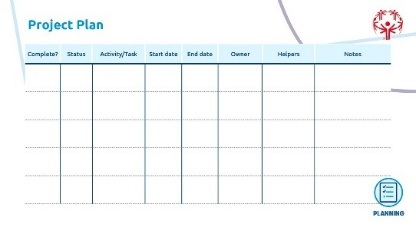 Project Plan
Complete? Status Activity/Task Start date End date Owner Helpers Notes
PLANNING